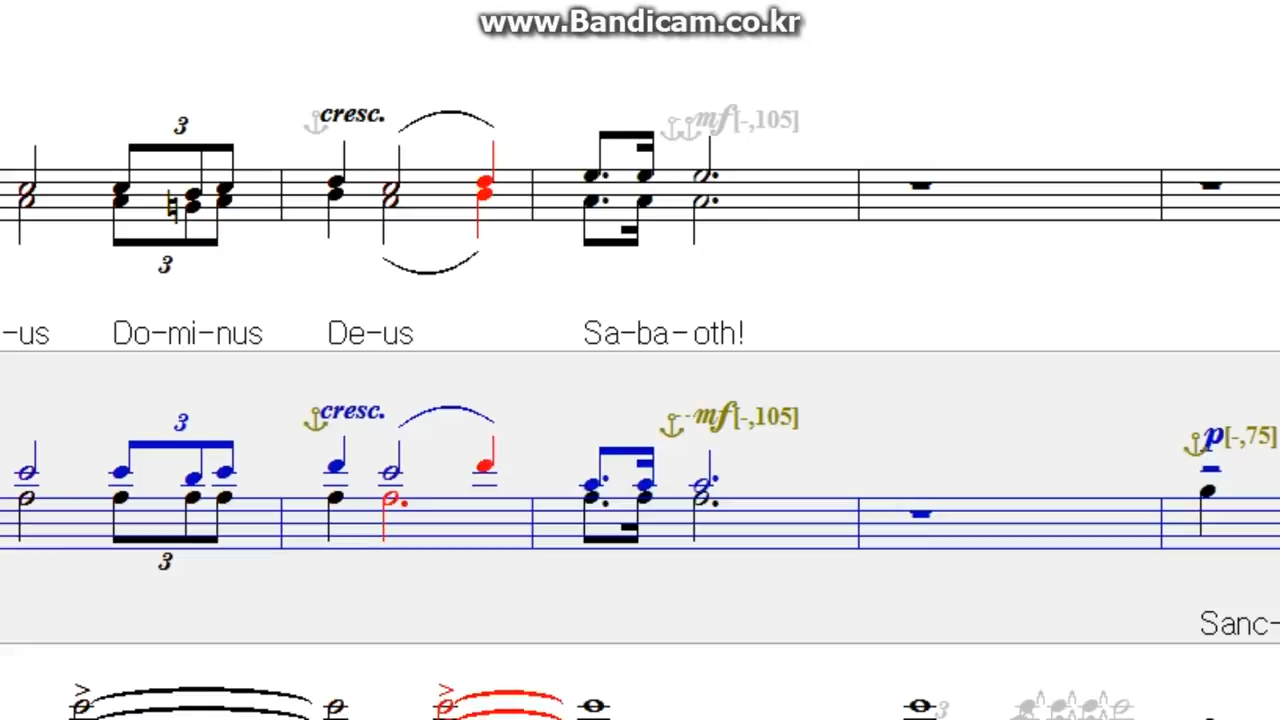 www.Bandicam.co.kr
cresc. mf[-,105]
3
3
-us Do-mi-nus De-us Sa-ba-oth!
cresc. mf[-,105]
3 p[-,75]
3
Sanc-
3